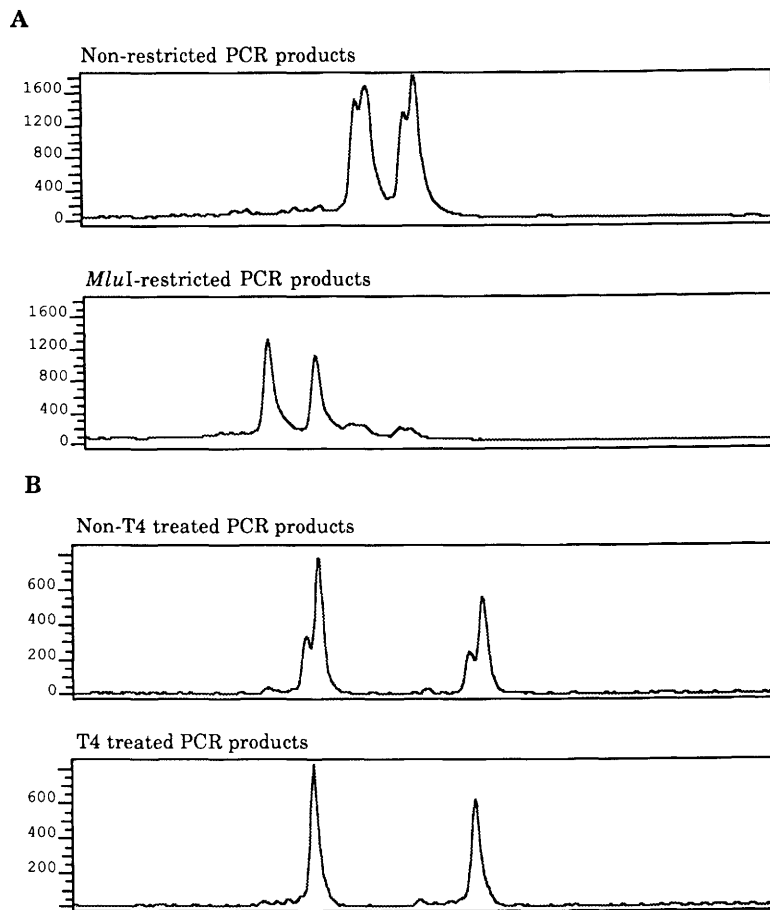 A
Non-restricted PCR products
1600
1200
800
400
0
MluI-restricted PCR products
1600
1200
800
400
0
B
Non-T4 treated PCR products
600
400
200
0
T4 treated PCR products
600
400
200